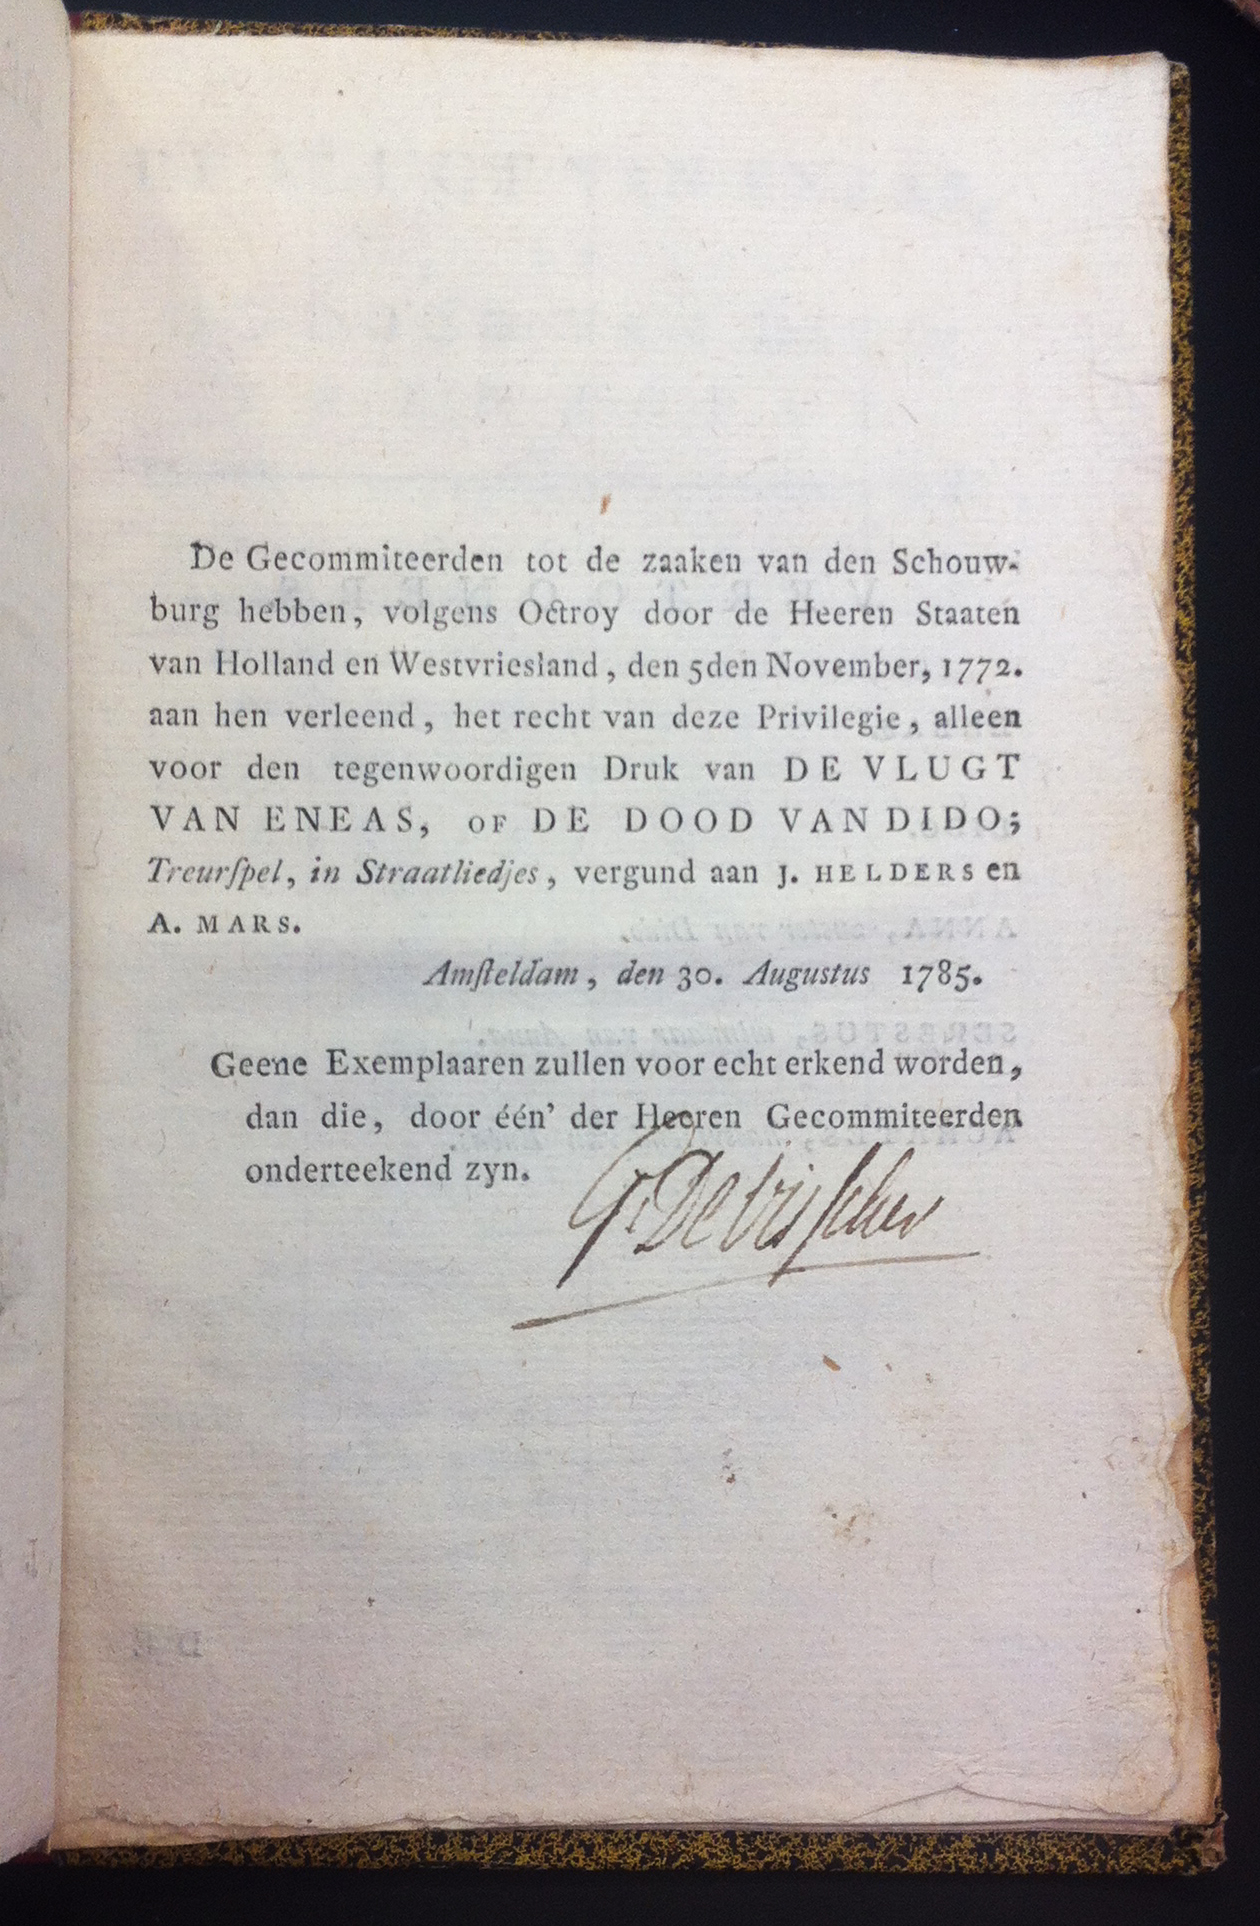 De Gecommiteerden tot de zaaken van den Schouw-
burg hebben, volgens Octroy door de Heeren Staaten
van Holland en Westvriesland, den 5den November, 1772.
aan hen verleend, het recht van deze Privilegie, alleen
voor den tegenwoordigen Druk van DE VLUGT
VAN ENEAS, OF DE DOOD VAN DIDO;
Treurſpel, in Straatliedjes, vergund aan J. HELDERS en
A. MARS.
Amſteldam, den 30. Augustus 1785.
Geene Exemplaaren zullen voor echt erkend worden,
dan die, door één' der Heeren Gecommiteerden
onderteekend zyn.
G: De Visscher